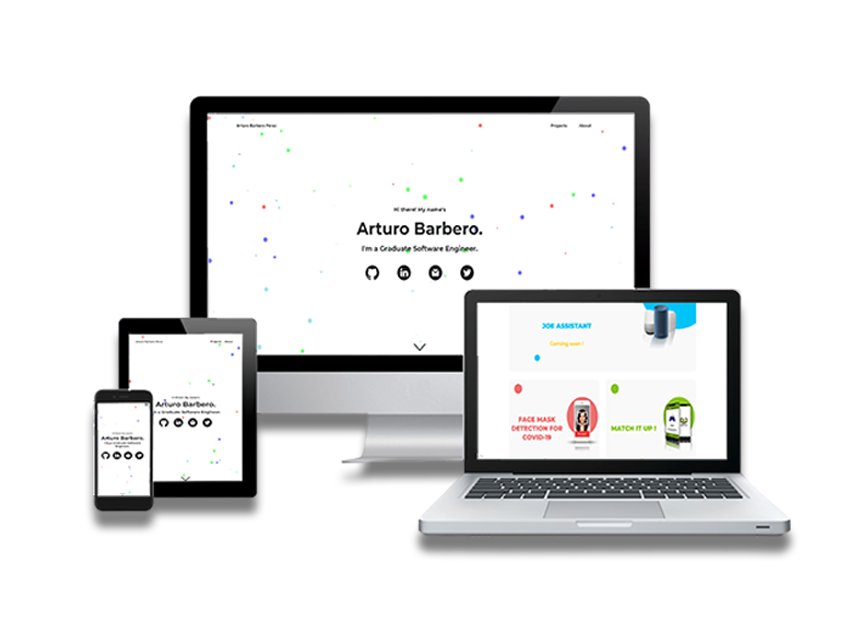 Arturo Barbero Perez
Projects About
Hi there! My name's
Arturo Barbero.
I'm a Graduate Software Engineer.
JOE ASSISTANT
Coming soon !
FACE MASK
DETECTION FOR
COVID-19
MATCH IT UP !
Arturo Barbero Perez
Projects About
Hi there! My name's
Arturo Barbero.
I'm a Graduate Software Engineer.
Arturo Barbero.
I'm a Graduate Software
Engineer.